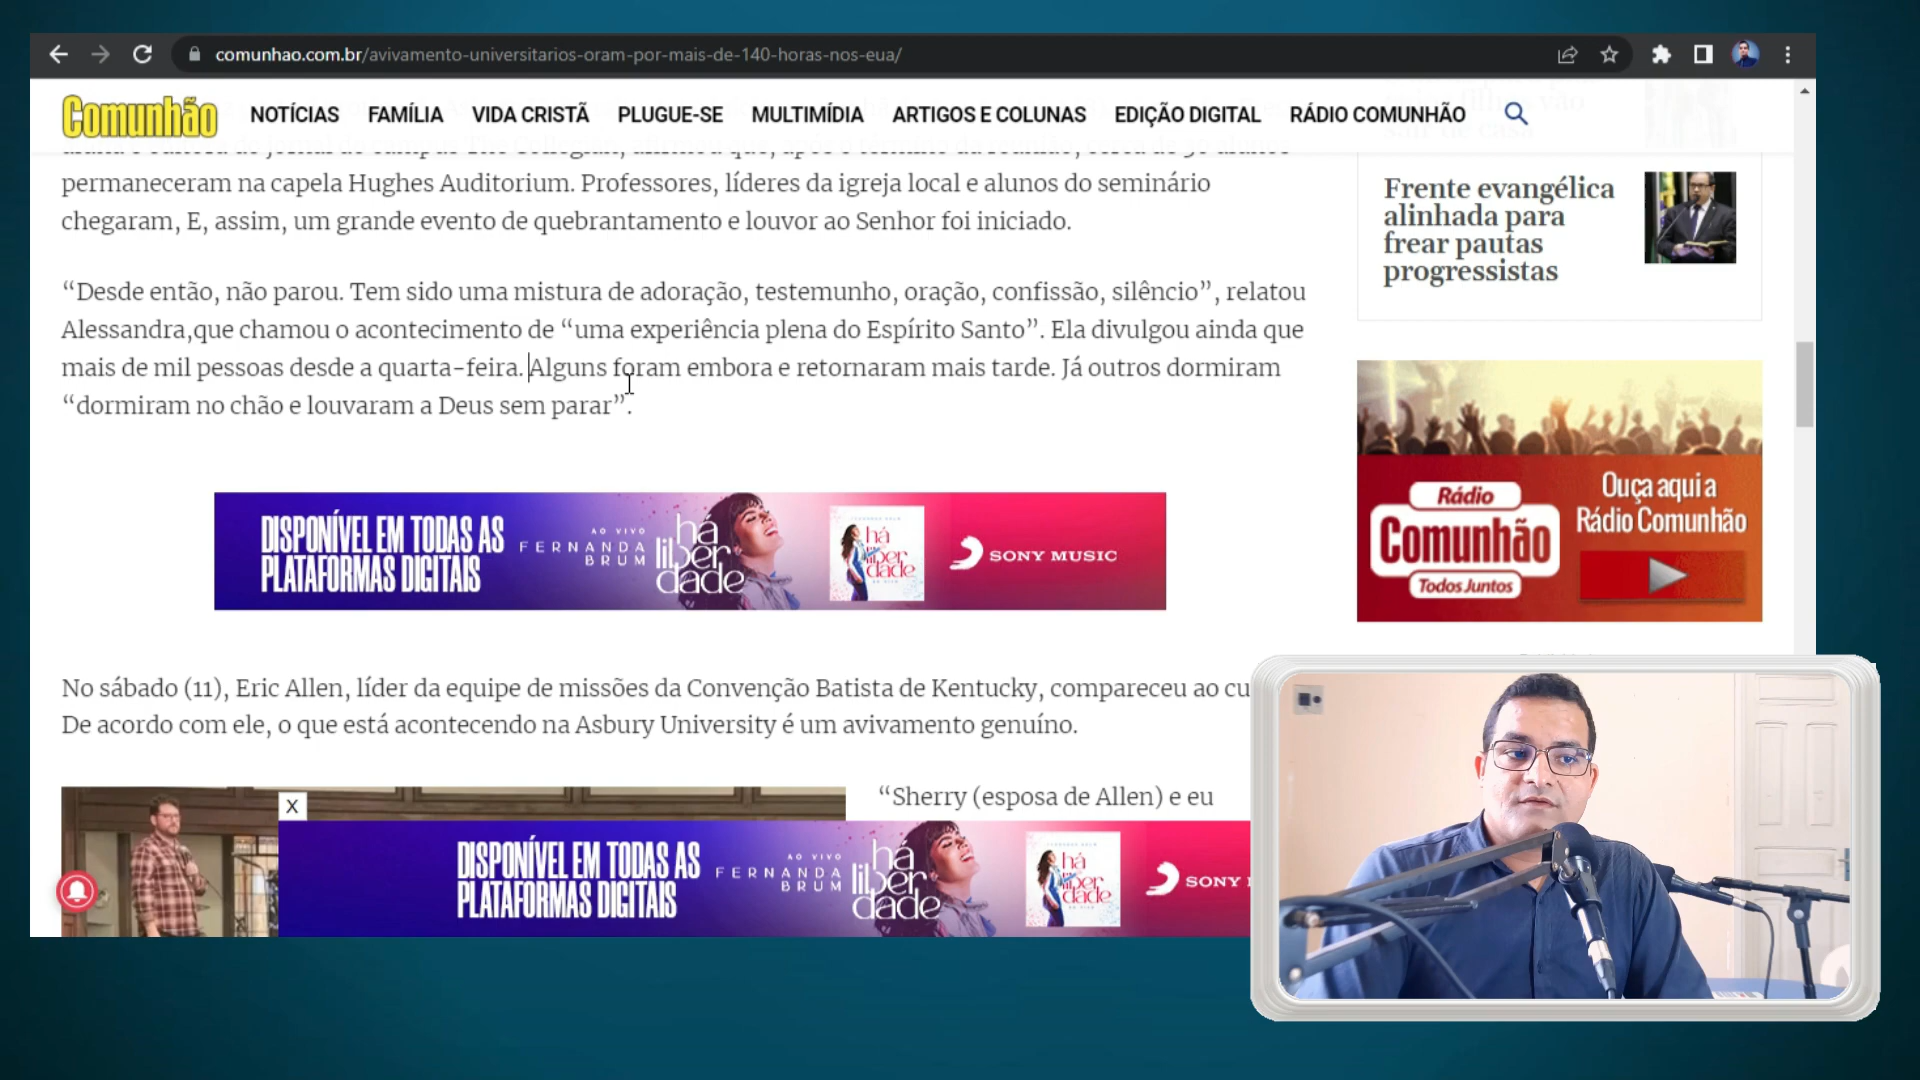 comunhao.com.br/avivamento-universitarios-oram-por-mais-de-140-horas-nos-eua/
Comunhão
NOTÍCIAS
FAMÍLIA
VIDA CRISTÃ
PLUGUE-SE
MULTIMÍDIA
ARTIGOS E COLUNAS
EDIÇÃO DIGITAL
RÁDIO COMUNHÃO
permaneceram na capela Hughes Auditorium. Professores, líderes da igreja local e alunos do seminário
chegaram, E, assim, um grande evento de quebrantamento e louvor ao Senhor foi iniciado.
“Desde então, não parou. Tem sido uma mistura de adoração, testemunho, oração, confissão, silêncio”, relatou
Alessandra,que chamou o acontecimento de “uma experiência plena do Espírito Santo”. Ela divulgou ainda que
mais de mil pessoas desde a quarta-feira. Alguns foram embora e retornaram mais tarde. Já outros dormiram
“dormiram no chão e louvaram a Deus sem parar”.
DISPONÍVEL EM TODAS AS
PLATAFORMAS DIGITAIS
AO VIVO
FERNANDA
BRUM
há
liber
dade
há
liber
dade
SONY MUSIC
No sábado (11), Eric Allen, líder da equipe de missões da Convenção Batista de Kentucky, compareceu ao cu
De acordo com ele, o que está acontecendo na Asbury University é um avivamento genuíno.
“Sherry (esposa de Allen) e eu
X
DISPONÍVEL EM TODAS AS
PLATAFORMAS DIGITAIS
AO VIVO
FERNANDA
BRUM
há
liber
dade
há
liber
dade
SONY
Frente evangélica
alinhada para
frear pautas
progressistas
Rádio
Comunhão
Todos Juntos
Ouça aqui a
Rádio Comunhão